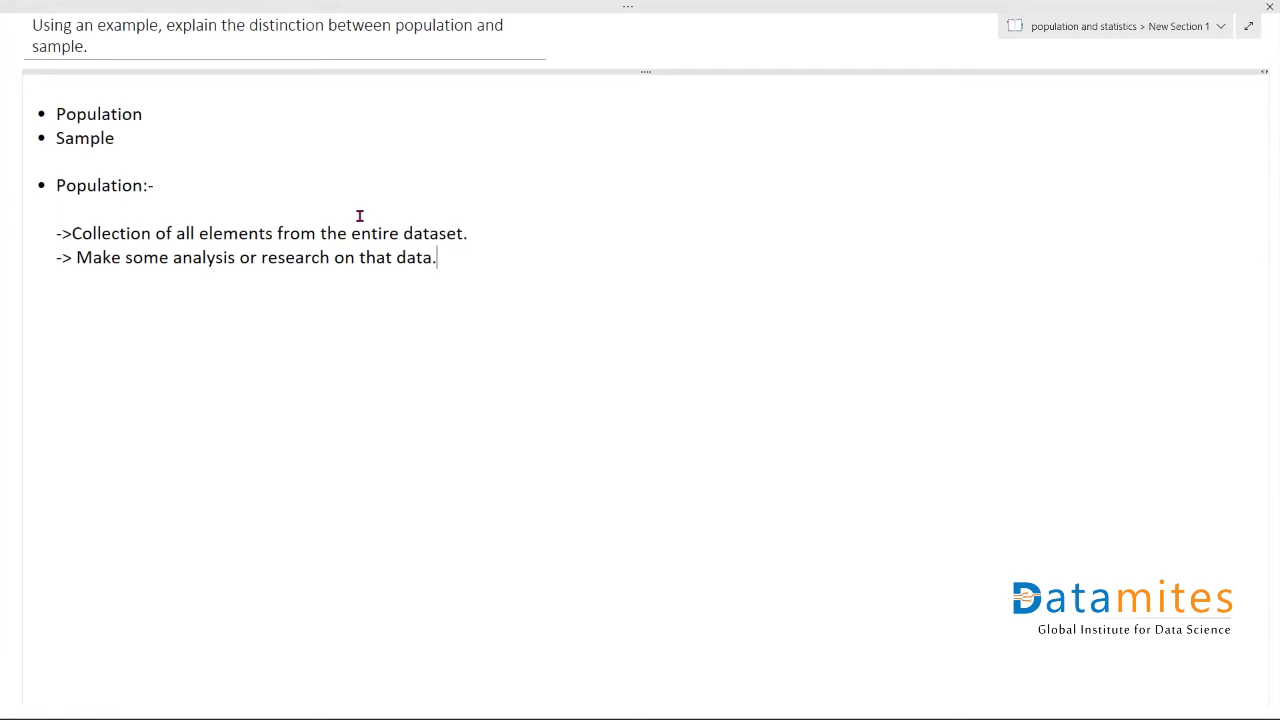 Using an example, explain the distinction between population and
sample.
population and statistics > New Section 1
• Population
• Sample
• Population:-
->Collection of all elements from the entire dataset.
-> Make some analysis or research on that data.
Datamites
Global Institute for Data Science